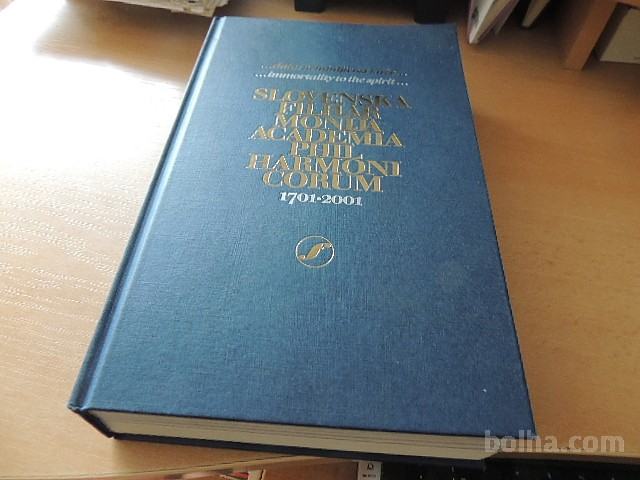 ...immortality to the spirit...
SLOVENSKA
FILHAR
MONIJA
ACADEMIA
PHIL
HARMONI
CORUM
1701•2001
bolha.com